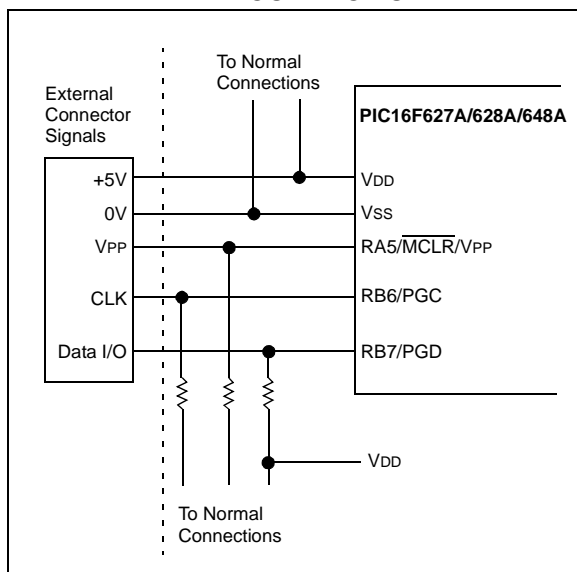 To Normal
Connections
External
Connector
Signals
PIC16F627A/628A/648A
+5V
VDD
0V
VSS
VPP
RA5/MCLR/VPP
CLK
RB6/PGC
Data I/O
RB7/PGD
VDD
To Normal
Connections